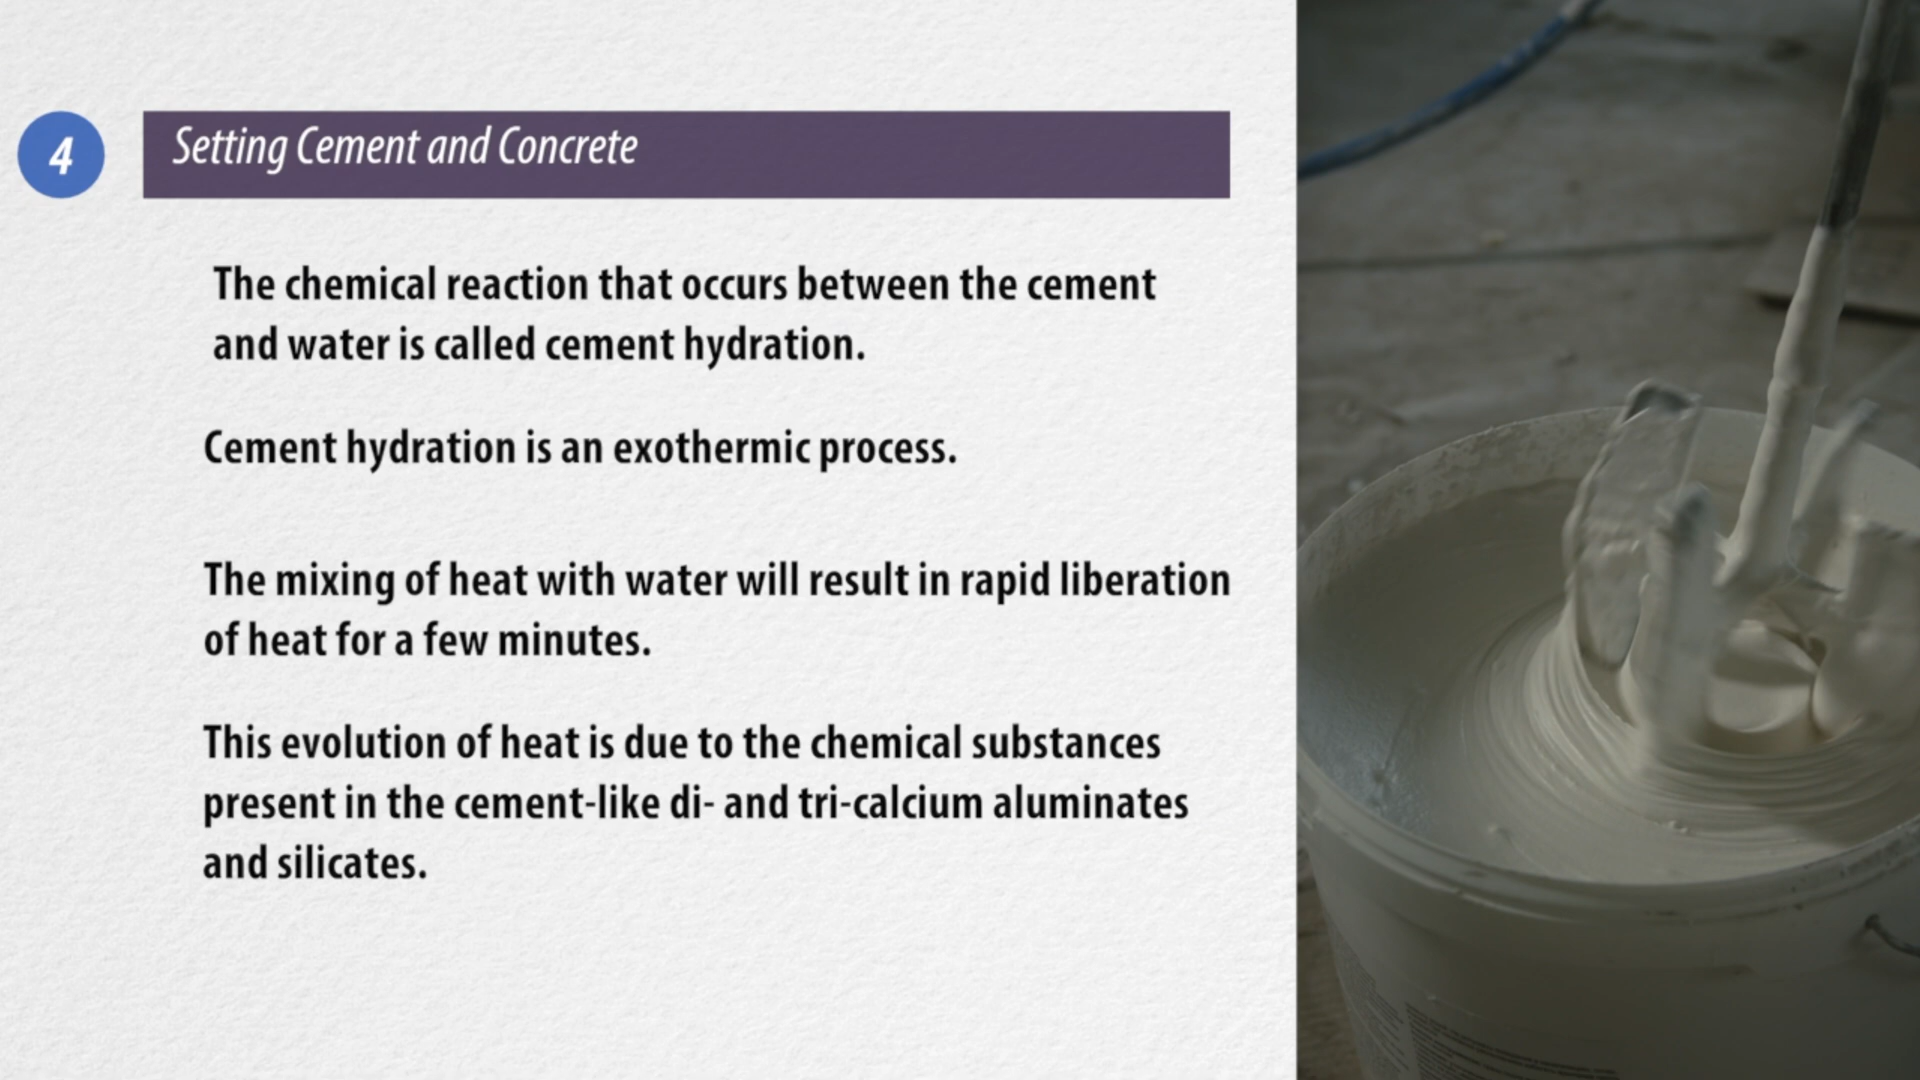 4
Setting Cement and Concrete
The chemical reaction that occurs between the cement
and water is called cement hydration.
Cement hydration is an exothermic process.
The mixing of heat with water will result in rapid liberation
of heat for a few minutes.
This evolution of heat is due to the chemical substances
present in the cement-like di- and tri-calcium aluminates
and silicates.